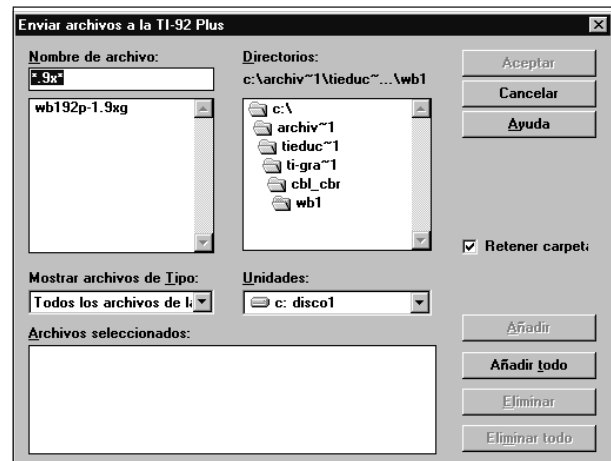 Enviar archivos a la TI-92 Plus
Nombre de archivo:
*.9x*
wb192p-1.9xg
Directorios:
c:\archiv~1\tieduc~...\wb1
c:\
archiv~1
tieduc~1
ti-gra~1
cbl_cbr
wb1
Aceptar
Cancelar
Ayuda
Retener carpeta
Mostrar archivos de Tipo:
Todos los archivos de la
Unidades:
c: disco1
Archivos seleccionados:
Añadir
Añadir todo
Eliminar
Eliminar todo